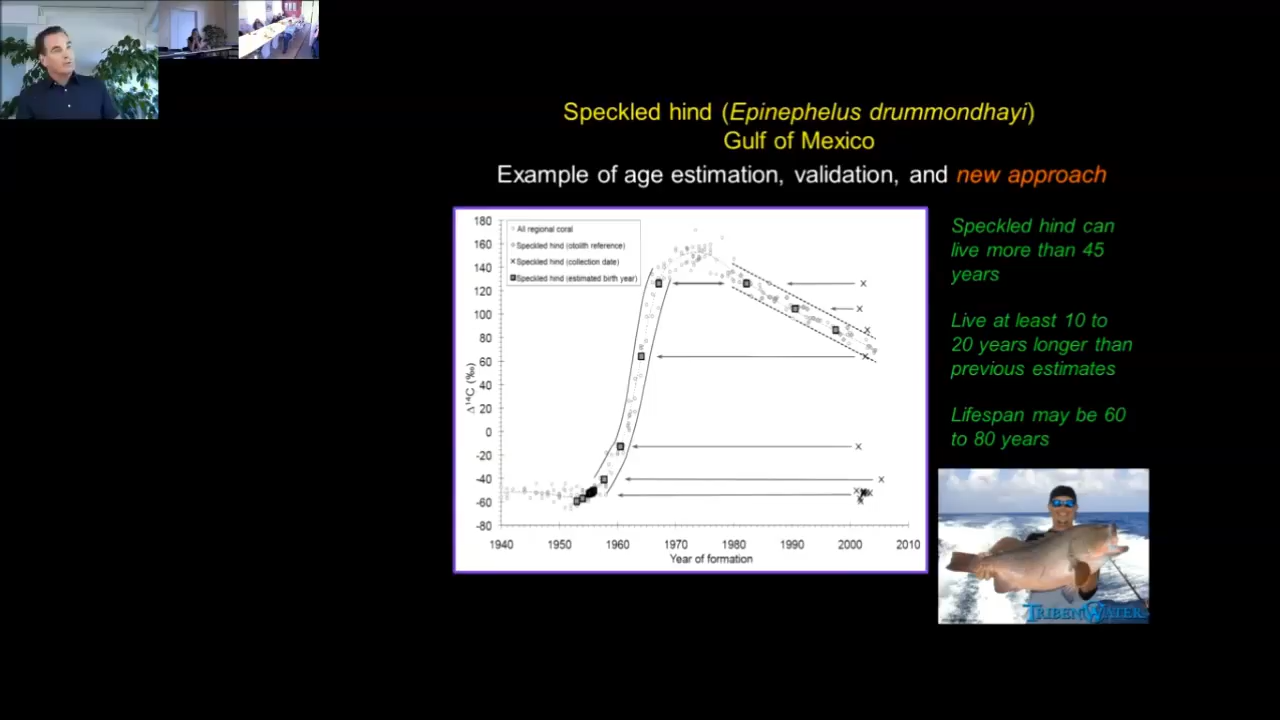 Speckled hind (Epinephelus drummondhayi)
Gulf of Mexico
Example of age estimation, validation, and new approach
180
160
140
120
100
80
60
40
20
0
-20
-40
-60
-80
Δ¹⁴C (‰)
All regional coral
Speckled hind (otolith reference)
Speckled hind (collection date)
Speckled hind (estimated birth year)
1940 1950 1960 1970 1980 1990 2000 2010
Year of formation
Speckled hind can
live more than 45
years
Live at least 10 to
20 years longer than
previous estimates
Lifespan may be 60
to 80 years
TRIBENWATER